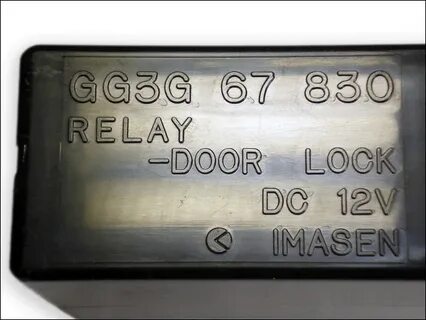 GG3G 67 830
RELAY
-DOOR LOCK
DC 12V
IMASEN